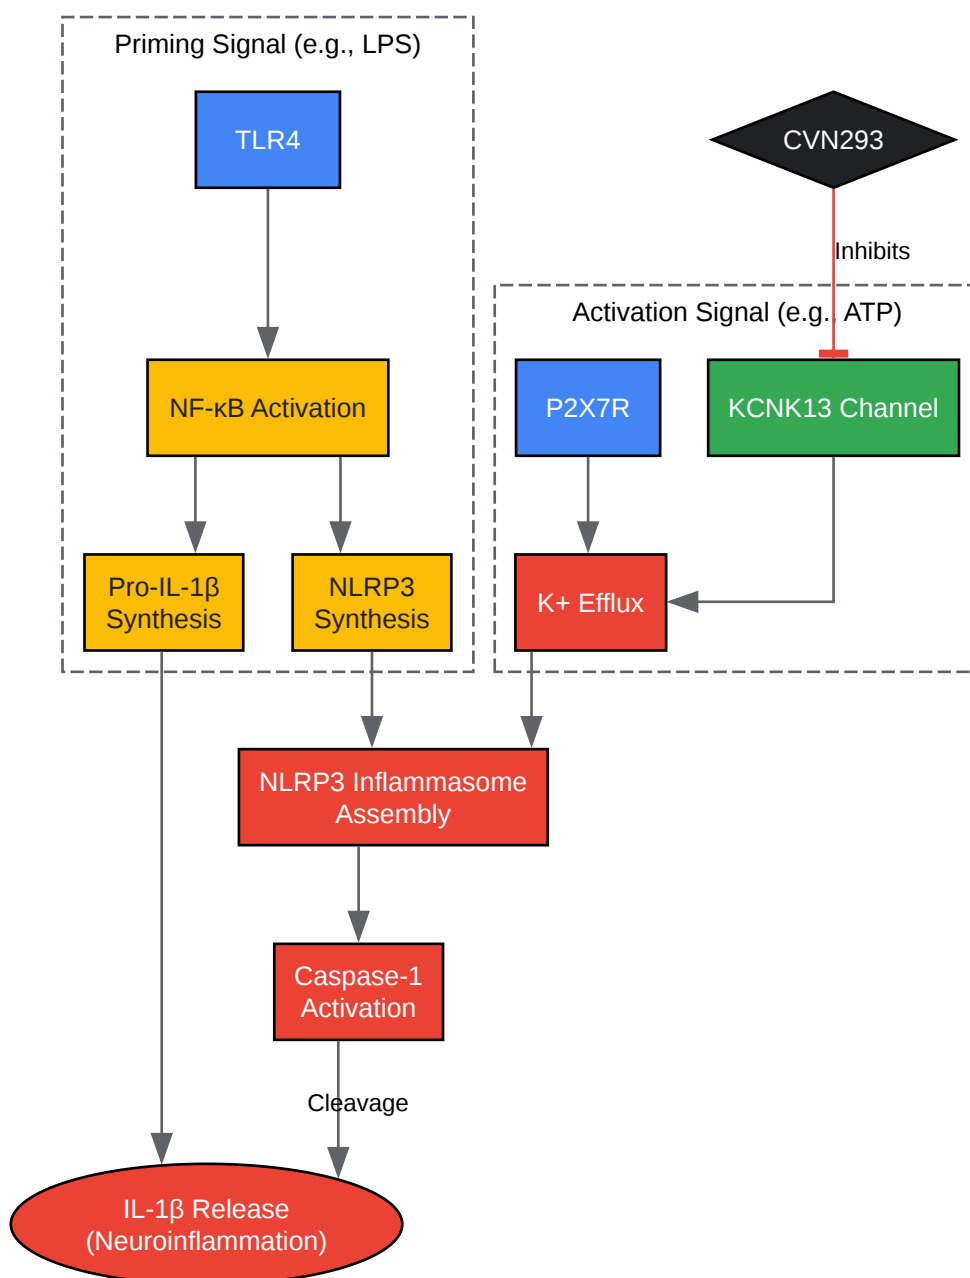 Priming Signal (e.g., LPS)
TLR4
CVN293
Inhibits
Activation Signal (e.g., ATP)
NF-κB Activation
P2X7R
KCNK13 Channel
Pro-IL-1β
Synthesis
NLRP3
Synthesis
K+ Efflux
NLRP3 Inflammasome
Assembly
Caspase-1
Activation
Cleavage
IL-1β Release
(Neuroinflammation)